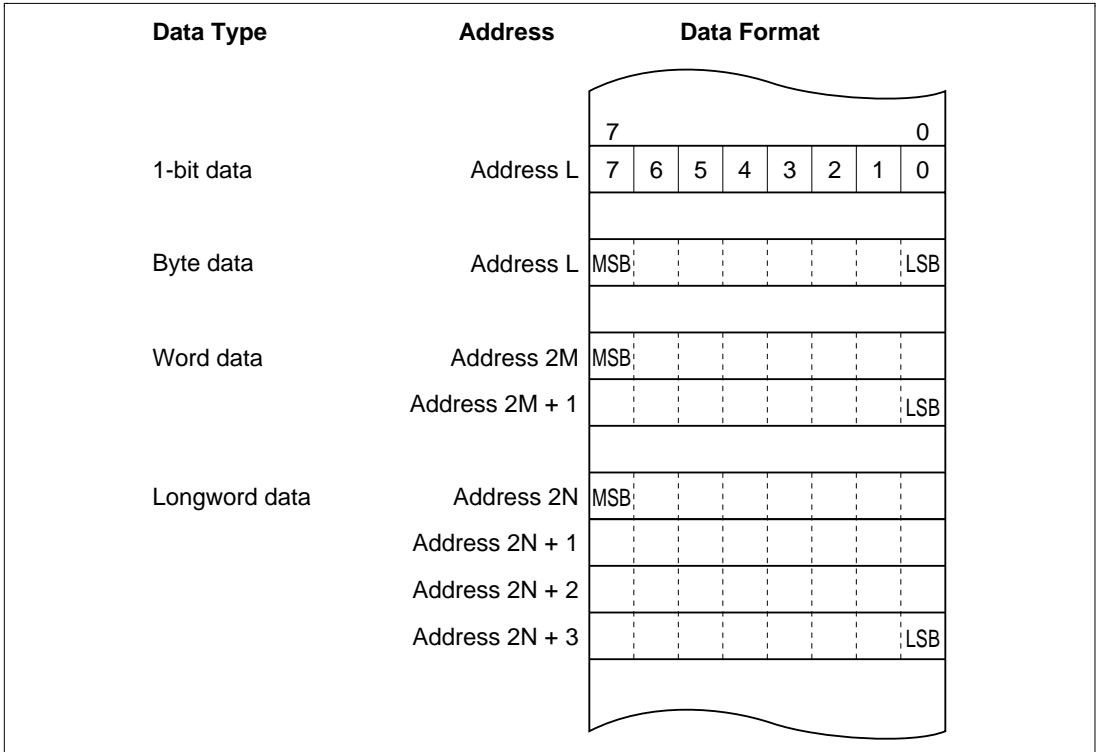 Data Type Address Data Format
7 0
1-bit data Address L 7 6 5 4 3 2 1 0
Byte data Address L MSB LSB
Word data Address 2M MSB
Address 2M + 1 LSB
Longword data Address 2N MSB
Address 2N + 1
Address 2N + 2
Address 2N + 3 LSB